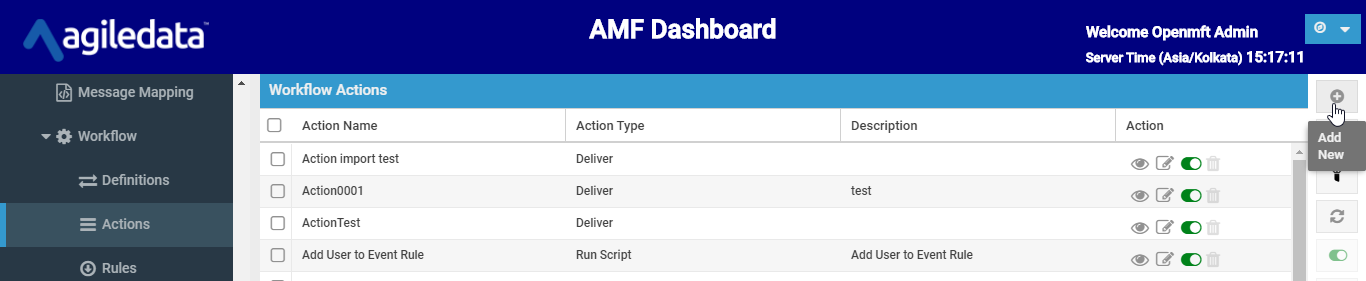 agiledata™
AMF Dashboard
Welcome Openmft Admin
Server Time (Asia/Kolkata) 15:17:11
Message Mapping
Workflow
Definitions
Actions
Rules
Workflow Actions
Action Name Action Type Description Action
Action import test Deliver
Action0001 Deliver test
ActionTest Deliver
Add User to Event Rule Run Script Add User to Event Rule
Add
New